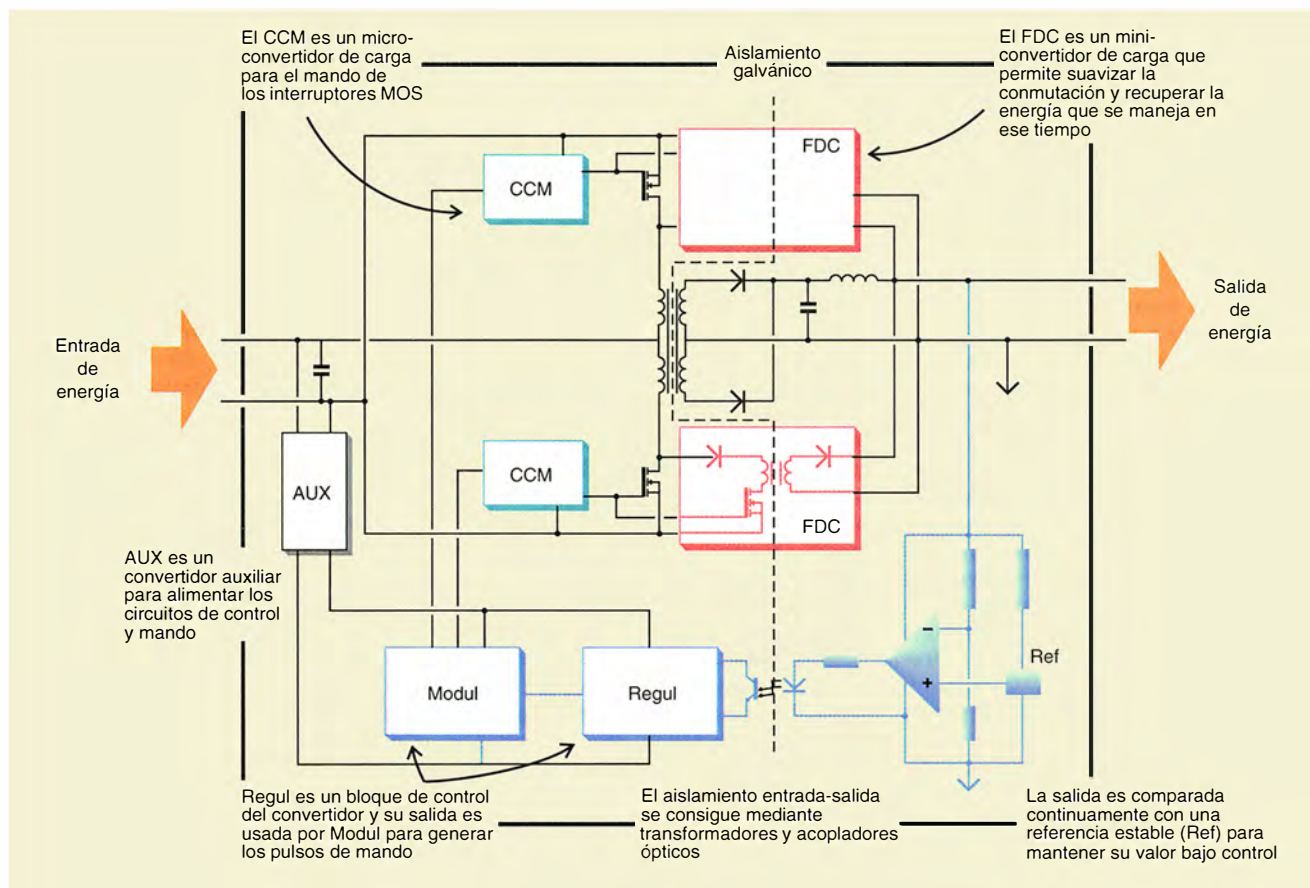 El CCM es un micro-
convertidor de carga
para el mando de
los interruptores MOS
Aislamiento
galvánico
El FDC es un mini-
convertidor de carga que
permite suavizar la
conmutación y recuperar la
energía que se maneja en
ese tiempo
FDC
CCM
Entrada
de
energía
Salida
de
energía
CCM
FDC
AUX
AUX es un
convertidor auxiliar
para alimentar los
circuitos de control
y mando
Modul
Regul
Ref
Regul es un bloque de control
del convertidor y su salida es
usada por Modul para generar
los pulsos de mando
El aislamiento entrada-salida
se consigue mediante
transformadores y acopladores
ópticos
La salida es comparada
continuamente con una
referencia estable (Ref) para
mantener su valor bajo control